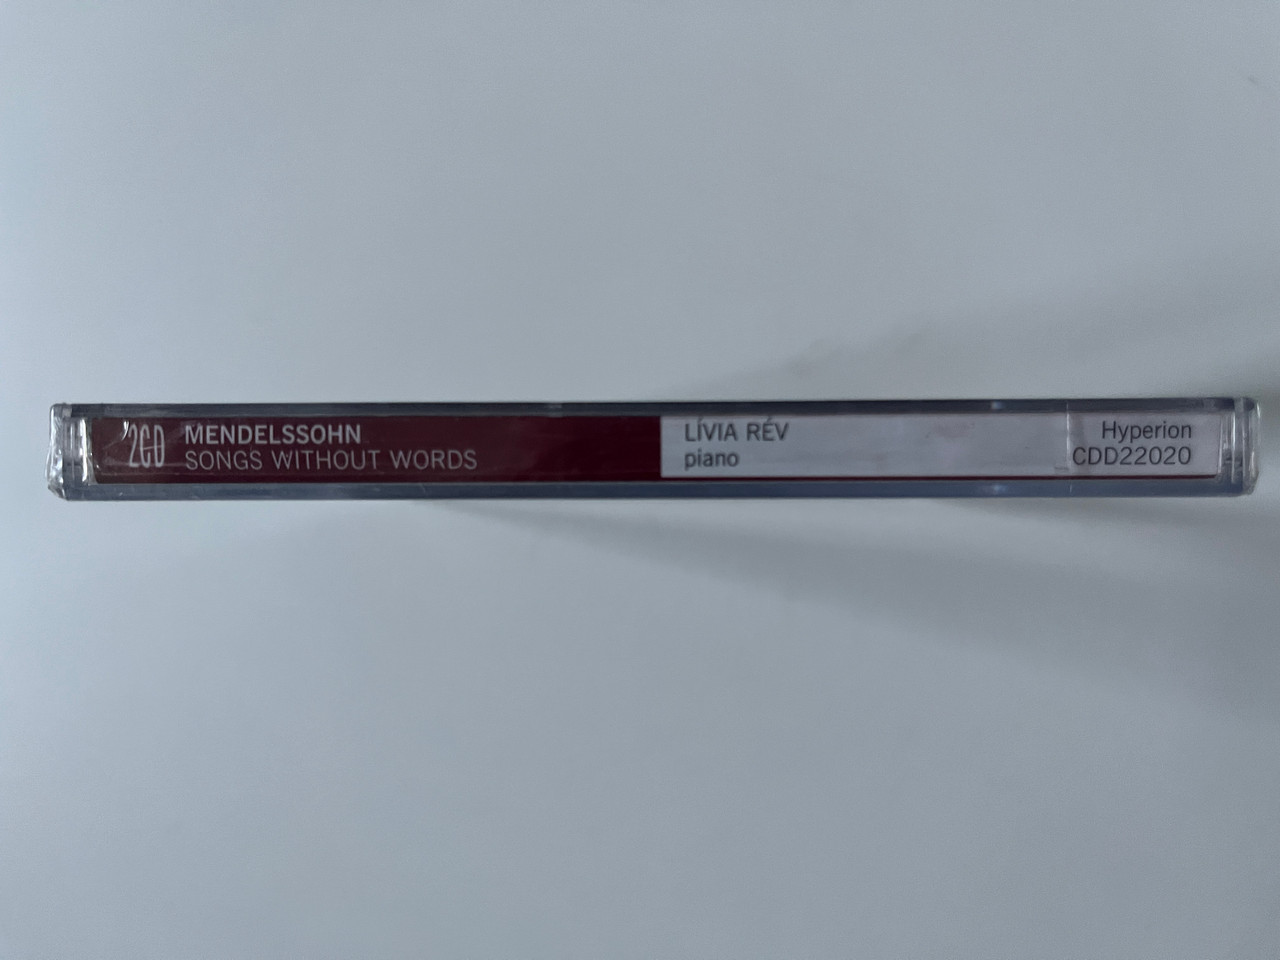 2CD
MENDELSSOHN
SONGS WITHOUT WORDS
LÍVIA RÉV
piano
Hyperion
CDD22020